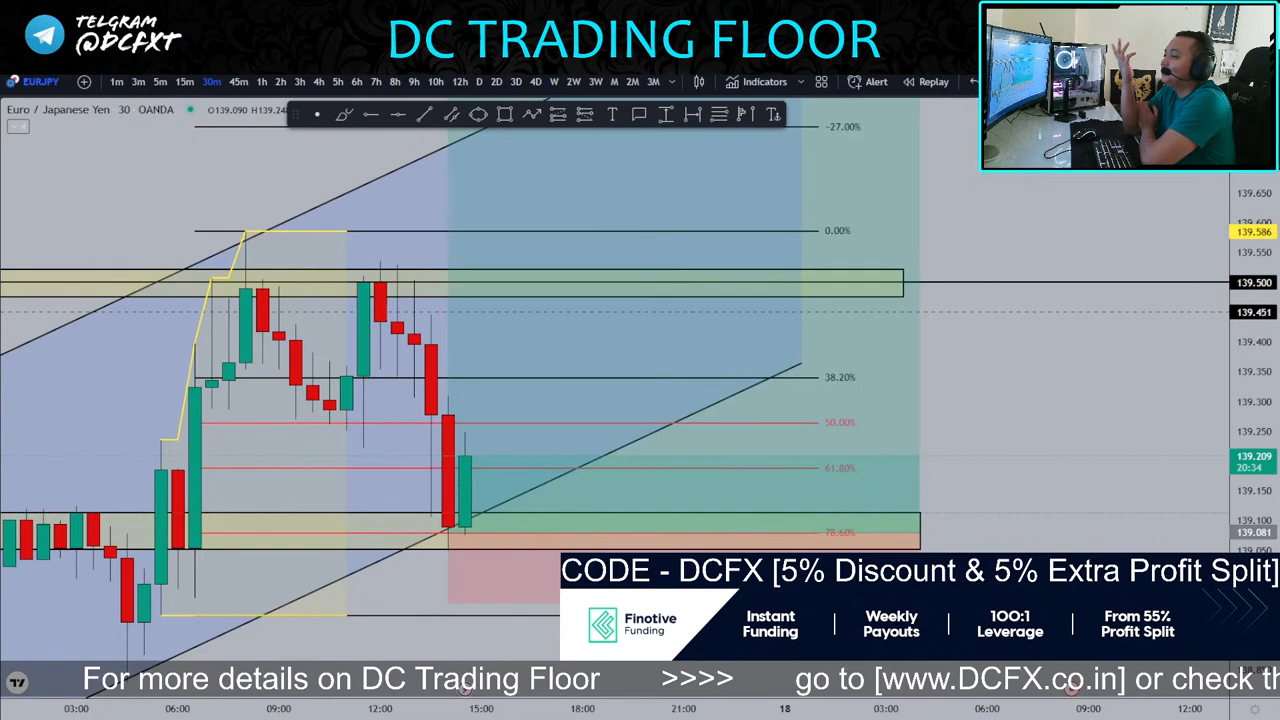 TELGRAM
@DCFXT
DC TRADING FLOOR
EURJPY
1m 3m 5m 15m 30m 45m 1h 2h 3h 4h 5h 6h 7h 8h 9h 10h 12h D 2D 3D 4D W 2W 3W M 2M 3M
Indicators
Alert
Replay
Euro / Japanese Yen 30 OANDA
O139.090 H139.24
4
T
−27.00%
0.00%
38.20%
50.00%
61.80%
78.60%
139.650
139.600
139.586
139.550
139.500
139.451
139.400
139.350
139.300
139.250
139.209
20:34
139.150
139.100
139.081
139.050
CODE - DCFX [5% Discount & 5% Extra Profit Split]
Finotive
Funding
Instant
Funding
Weekly
Payouts
100:1
Leverage
From 55%
Profit Split
For more details on DC Trading Floor >>>> go to [www.DCFX.co.in] or check th
03:00 06:00 09:00 12:00 15:00 18:00 21:00 18 03:00 06:00 09:00 12:00